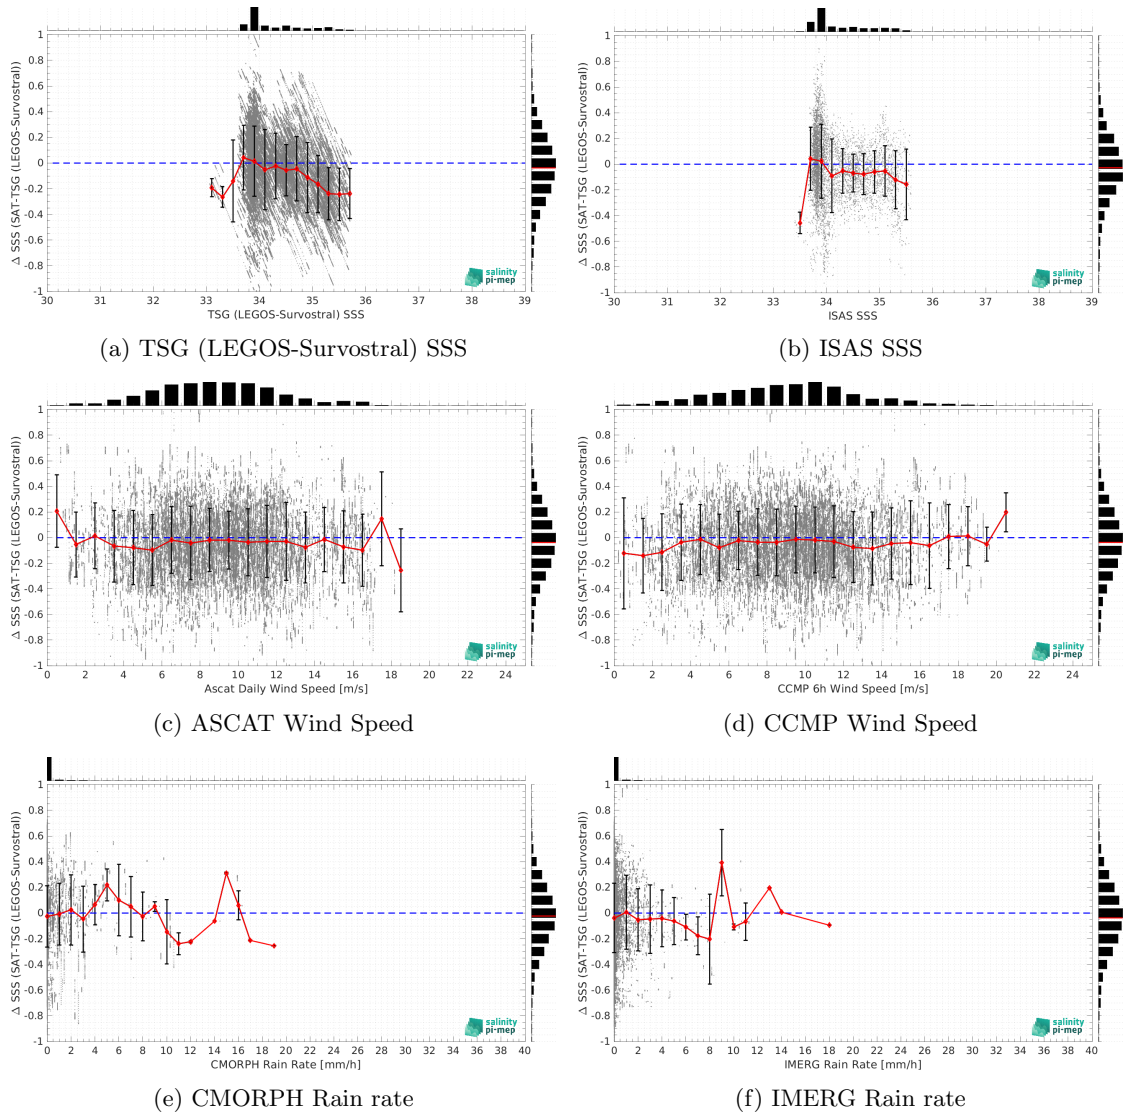 1
0.8
0.6
0.4
0.2
0
-0.2
-0.4
-0.6
-0.8
-1
Δ SSS (SAT-TSG (LEGOS-Survostral))
30 31 32 33 34 35 36 37 38 39
TSG (LEGOS-Survostral) SSS
salinity
pi-mep
(a) TSG (LEGOS-Survostral) SSS
1
0.8
0.6
0.4
0.2
0
-0.2
-0.4
-0.6
-0.8
-1
Δ SSS (SAT-TSG (LEGOS-Survostral))
30 31 32 33 34 35 36 37 38 39
ISAS SSS
salinity
pi-mep
(b) ISAS SSS
1
0.8
0.6
0.4
0.2
0
-0.2
-0.4
-0.6
-0.8
-1
Δ SSS (SAT-TSG (LEGOS-Survostral))
0 2 4 6 8 10 12 14 16 18 20 22 24
Ascat Daily Wind Speed [m/s]
salinity
pi-mep
(c) ASCAT Wind Speed
1
0.8
0.6
0.4
0.2
0
-0.2
-0.4
-0.6
-0.8
-1
Δ SSS (SAT-TSG (LEGOS-Survostral))
0 2 4 6 8 10 12 14 16 18 20 22 24
CCMP 6h Wind Speed [m/s]
salinity
pi-mep
(d) CCMP Wind Speed
1
0.8
0.6
0.4
0.2
0
-0.2
-0.4
-0.6
-0.8
-1
Δ SSS (SAT-TSG (LEGOS-Survostral))
0 2 4 6 8 10 12 14 16 18 20 22 24 26 28 30 32 34 36 38 40
CMORPH Rain Rate [mm/h]
salinity
pi-mep
(e) CMORPH Rain rate
1
0.8
0.6
0.4
0.2
0
-0.2
-0.4
-0.6
-0.8
-1
Δ SSS (SAT-TSG (LEGOS-Survostral))
0 2 4 6 8 10 12 14 16 18 20 22 24 26 28 30 32 34 36 38 40
IMERG Rain Rate [mm/h]
salinity
pi-mep
(f) IMERG Rain rate